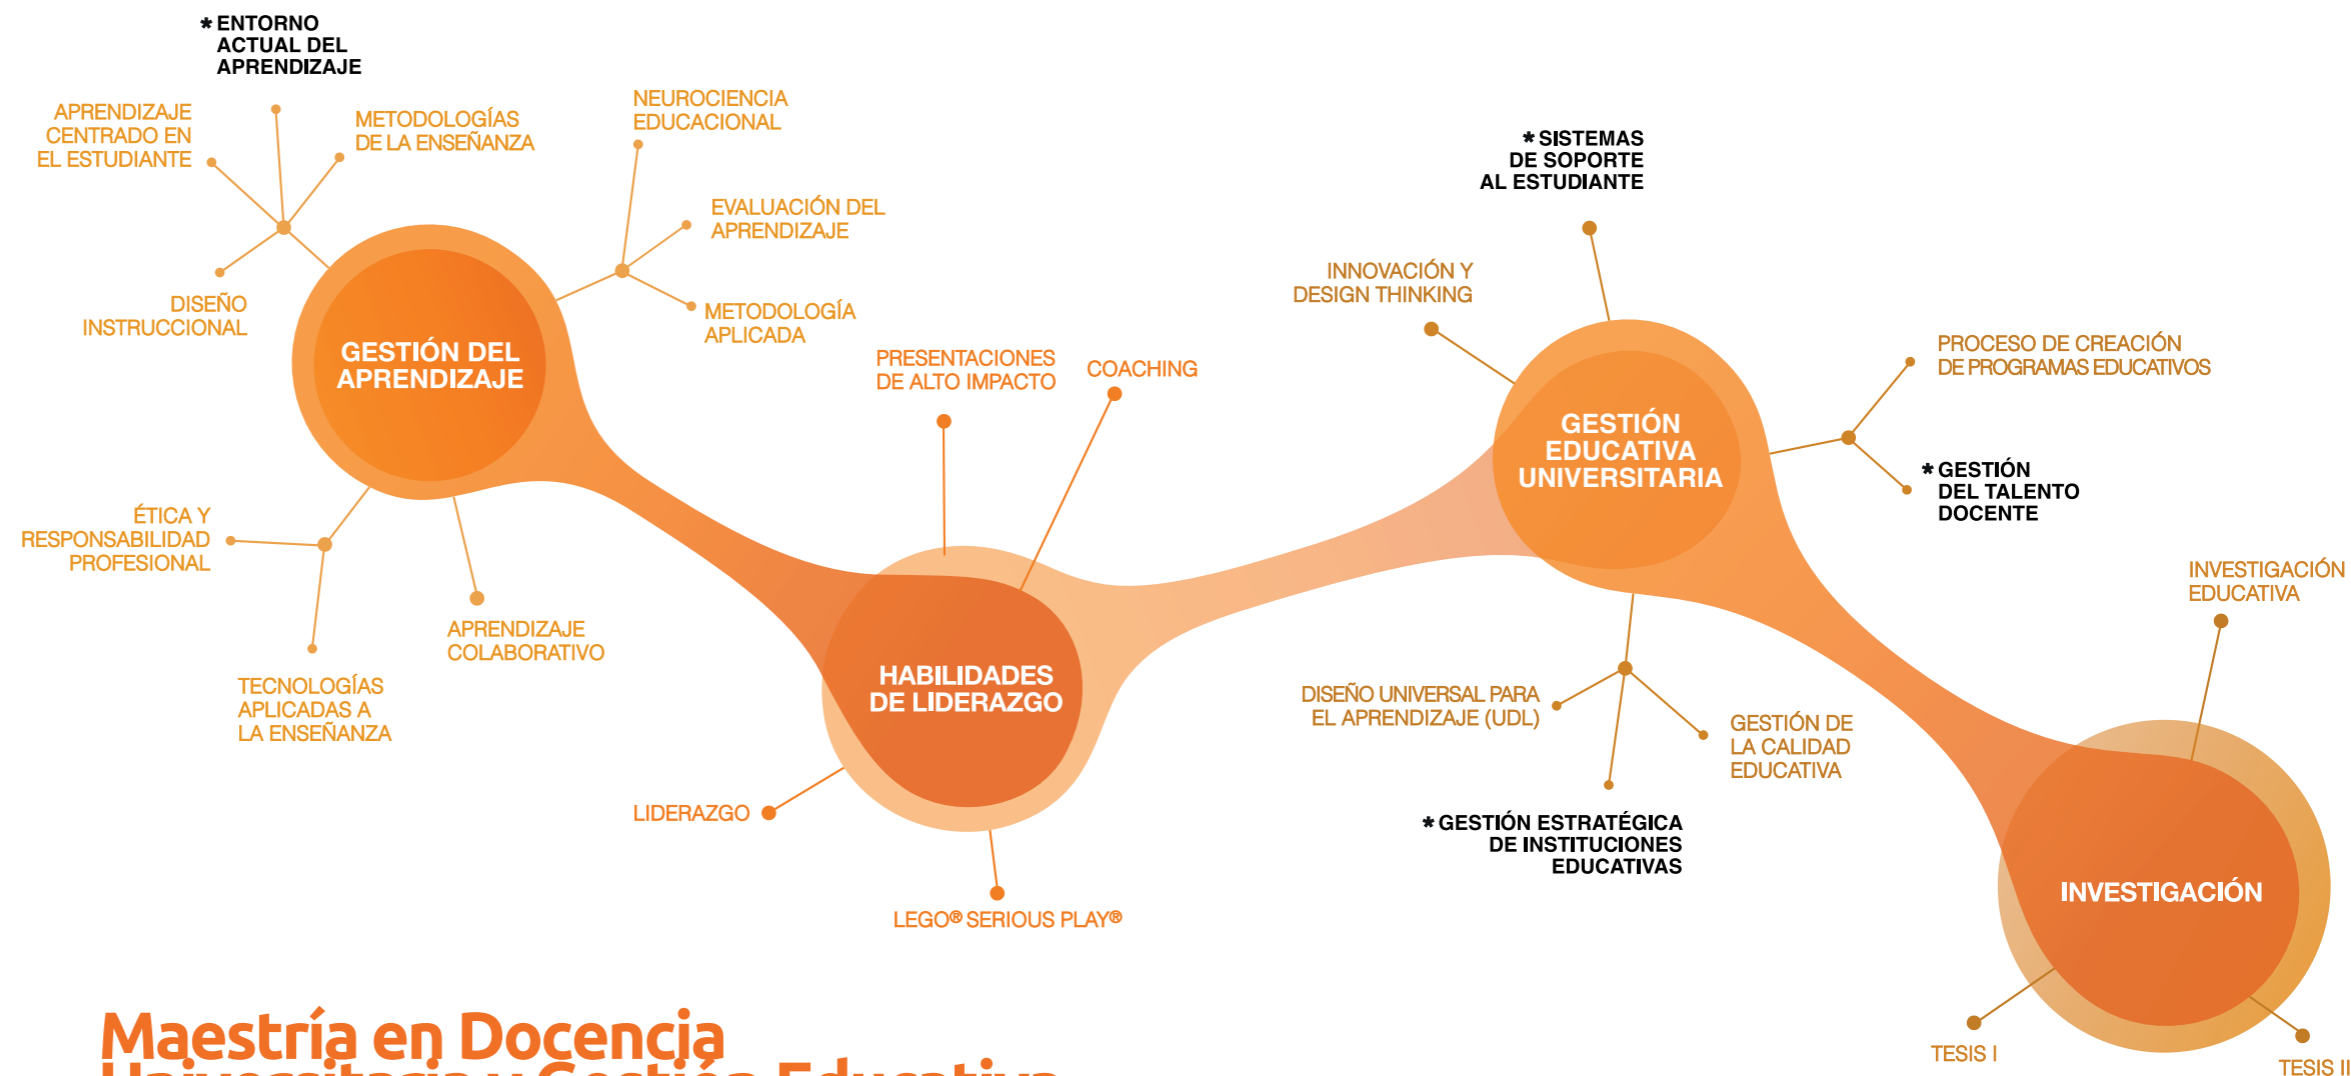 * ENTORNO
ACTUAL DEL
APRENDIZAJE
APRENDIZAJE
CENTRADO EN
EL ESTUDIANTE
METODOLOGÍAS
DE LA ENSEÑANZA
DISEÑO
INSTRUCCIONAL
NEUROCIENCIA
EDUCACIONAL
EVALUACIÓN DEL
APRENDIZAJE
METODOLOGÍA
APLICADA
GESTIÓN DEL
APRENDIZAJE
ÉTICA Y
RESPONSABILIDAD
PROFESIONAL
TECNOLOGÍAS
APLICADAS A
LA ENSEÑANZA
APRENDIZAJE
COLABORATIVO
PRESENTACIONES
DE ALTO IMPACTO
COACHING
HABILIDADES
DE LIDERAZGO
LIDERAZGO
LEGO® SERIOUS PLAY®
* SISTEMAS
DE SOPORTE
AL ESTUDIANTE
INNOVACIÓN Y
DESIGN THINKING
GESTIÓN
EDUCATIVA
UNIVERSITARIA
PROCESO DE CREACIÓN
DE PROGRAMAS EDUCATIVOS
* GESTIÓN
DEL TALENTO
DOCENTE
DISEÑO UNIVERSAL PARA
EL APRENDIZAJE (UDL)
GESTIÓN DE
LA CALIDAD
EDUCATIVA
* GESTIÓN ESTRATÉGICA
DE INSTITUCIONES
EDUCATIVAS
INVESTIGACIÓN
EDUCATIVA
INVESTIGACIÓN
TESIS I
TESIS II
Maestría en Docencia
Universitaria y Gestión Educativa